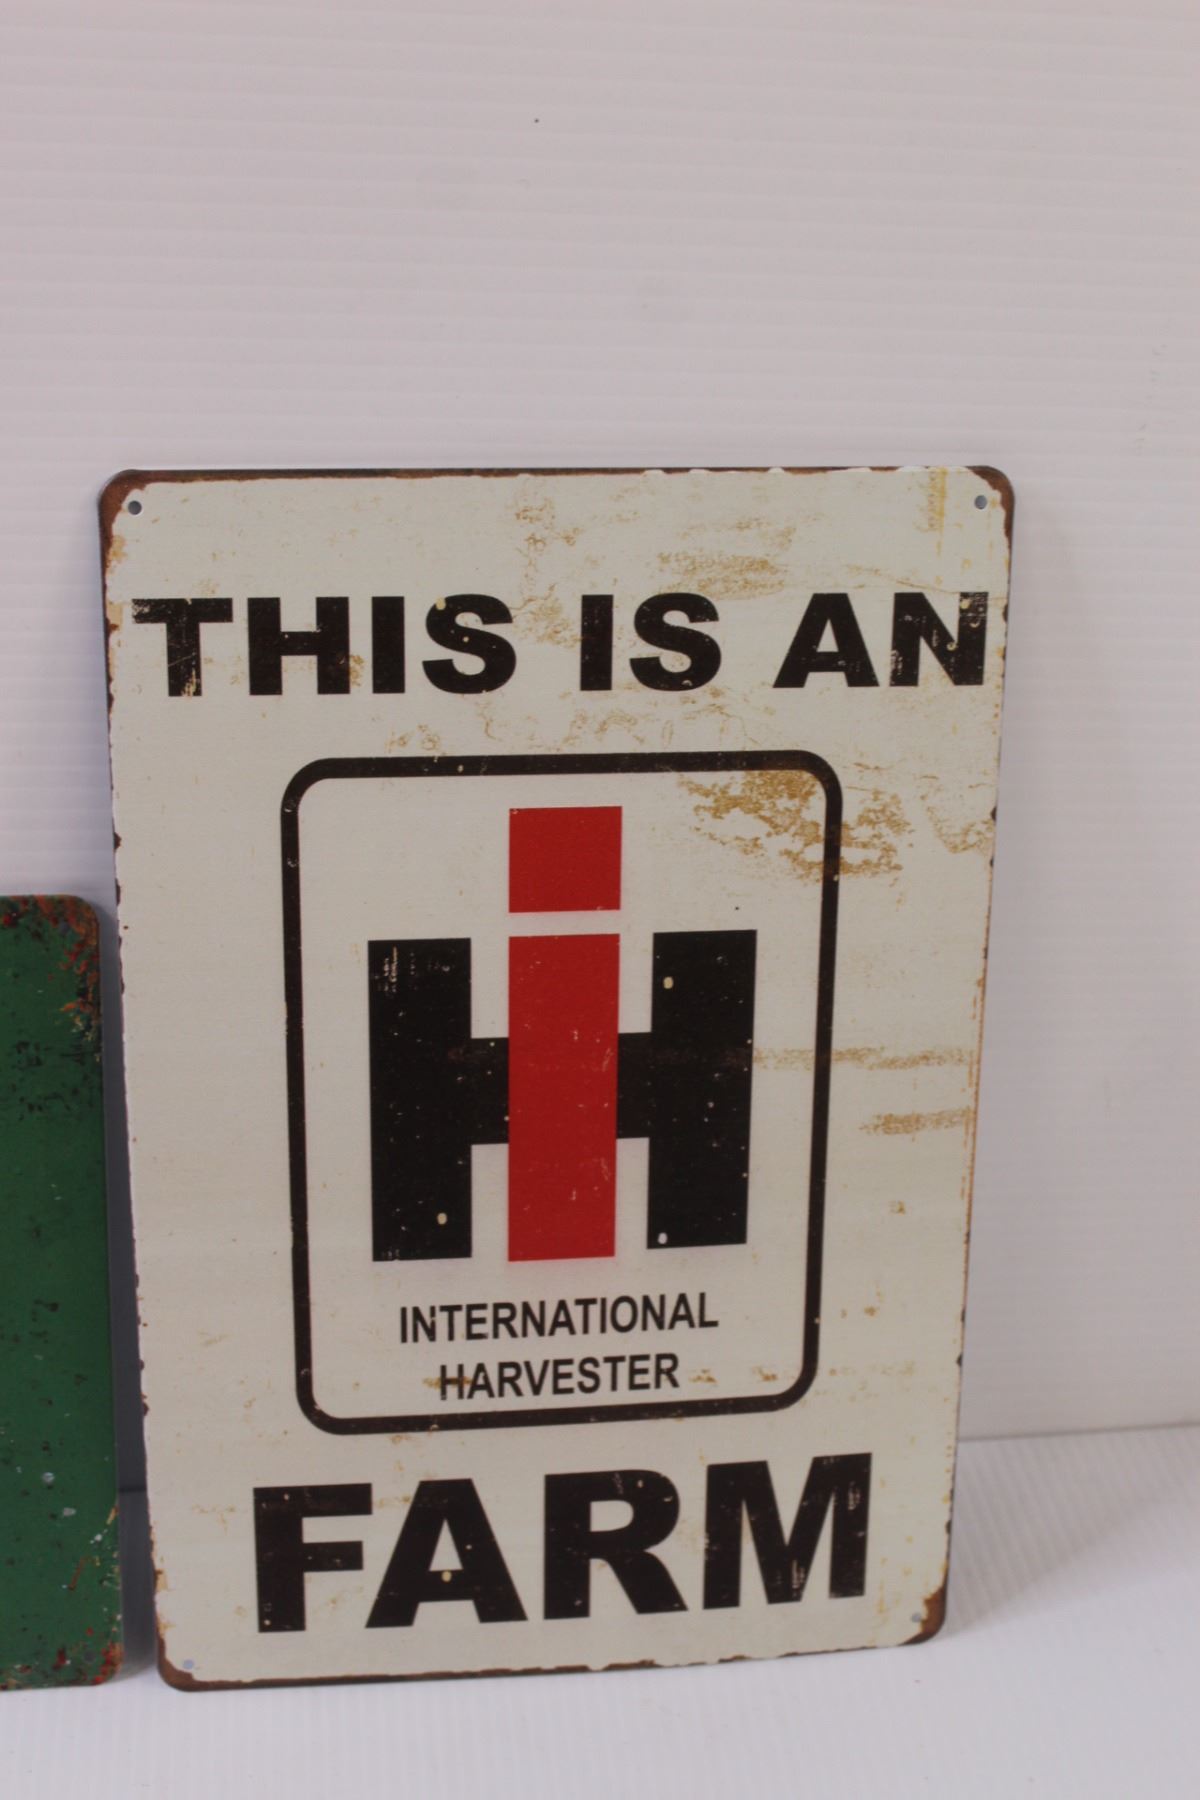 THIS IS AN
IH
INTERNATIONAL
HARVESTER
FARM